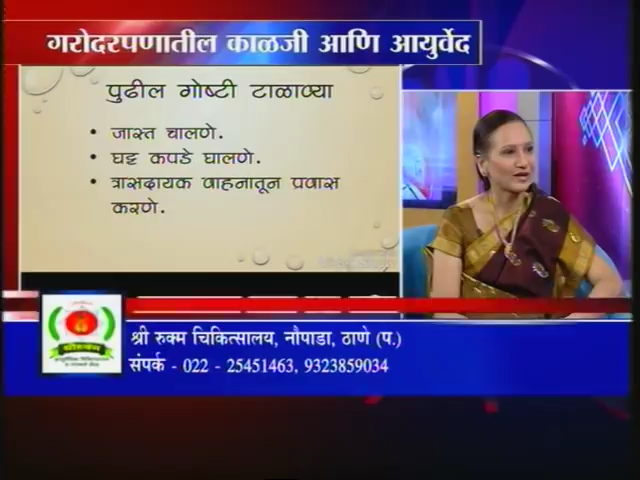 गरोदरपणातील काळजी आणि आयुर्वेद
पुढील गोष्टी टाळाव्या
• जास्त चालणे.
• घट्ट कपडे घालणे.
• त्रासदायक वाहनातून प्रवास
करणे.
श्री रुक्म चिकित्सालय, नौपाडा, ठाणे (प.)
संपर्क - 022 - 25451463, 9323859034